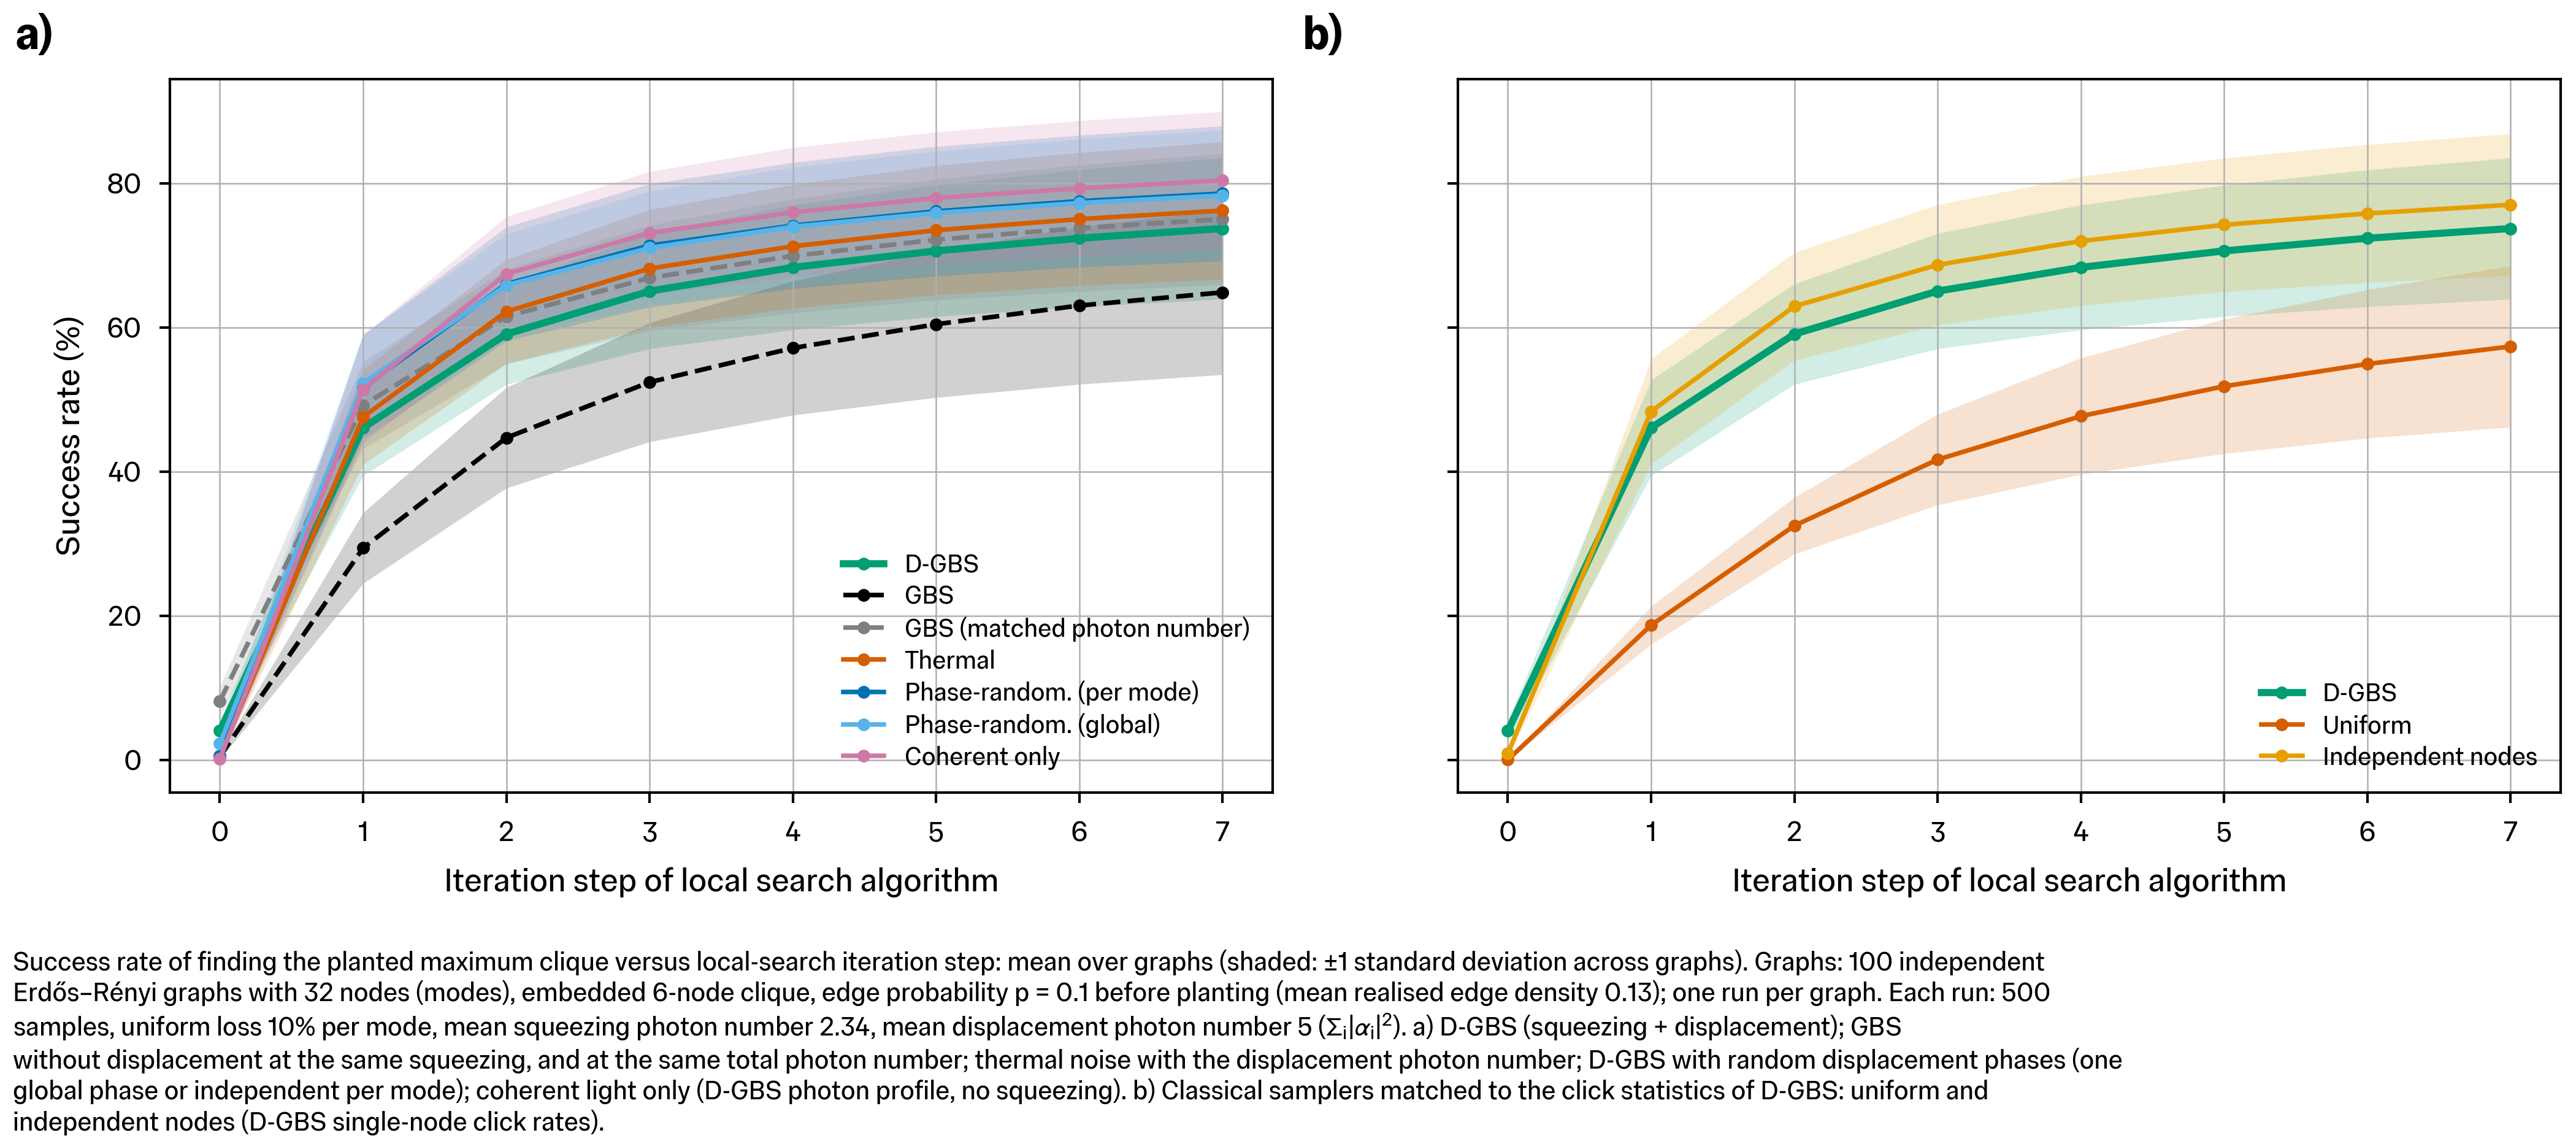 a)
b)
Success rate (%)
80
60
40
20
0
D-GBS
GBS
GBS (matched photon number)
Thermal
Phase-random. (per mode)
Phase-random. (global)
Coherent only
0 1 2 3 4 5 6 7
Iteration step of local search algorithm
D-GBS
Uniform
Independent nodes
0 1 2 3 4 5 6 7
Iteration step of local search algorithm
Success rate of finding the planted maximum clique versus local-search iteration step: mean over graphs (shaded: ±1 standard deviation across graphs). Graphs: 100 independent
Erdős–Rényi graphs with 32 nodes (modes), embedded 6-node clique, edge probability p = 0.1 before planting (mean realised edge density 0.13); one run per graph. Each run: 500
samples, uniform loss 10% per mode, mean squeezing photon number 2.34, mean displacement photon number 5 (Σᵢ|αᵢ|²). a) D-GBS (squeezing + displacement); GBS
without displacement at the same squeezing, and at the same total photon number; thermal noise with the displacement photon number; D-GBS with random displacement phases (one
global phase or independent per mode); coherent light only (D-GBS photon profile, no squeezing). b) Classical samplers matched to the click statistics of D-GBS: uniform and
independent nodes (D-GBS single-node click rates).